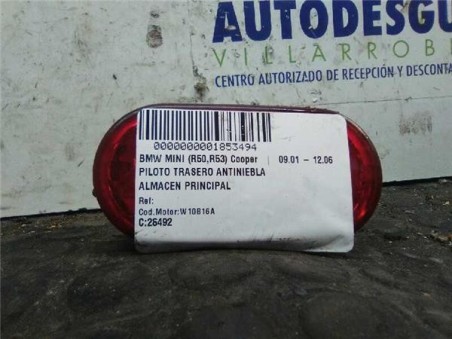 AUTODESGU
VILLARROBL
CENTRO AUTORIZADO DE RECEPCIÓN Y DESCONTA
0000000001853494
BMW MINI (R50,R53) Cooper | 09.01 - 12.06
PILOTO TRASERO ANTINIEBLA
ALMACEN PRINCIPAL
Ref:
Cod.Motor:W10B16A
C:26492